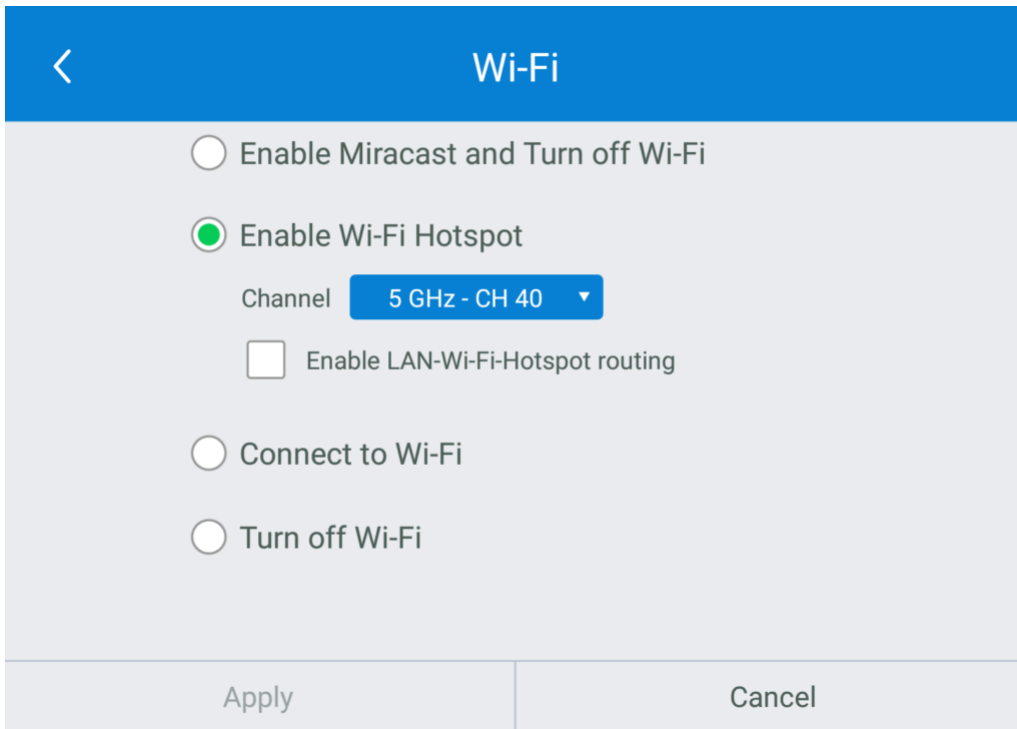 Wi-Fi
Enable Miracast and Turn off Wi-Fi
Enable Wi-Fi Hotspot
Channel 5 GHz - CH 40
Enable LAN-Wi-Fi-Hotspot routing
Connect to Wi-Fi
Turn off Wi-Fi
Apply Cancel